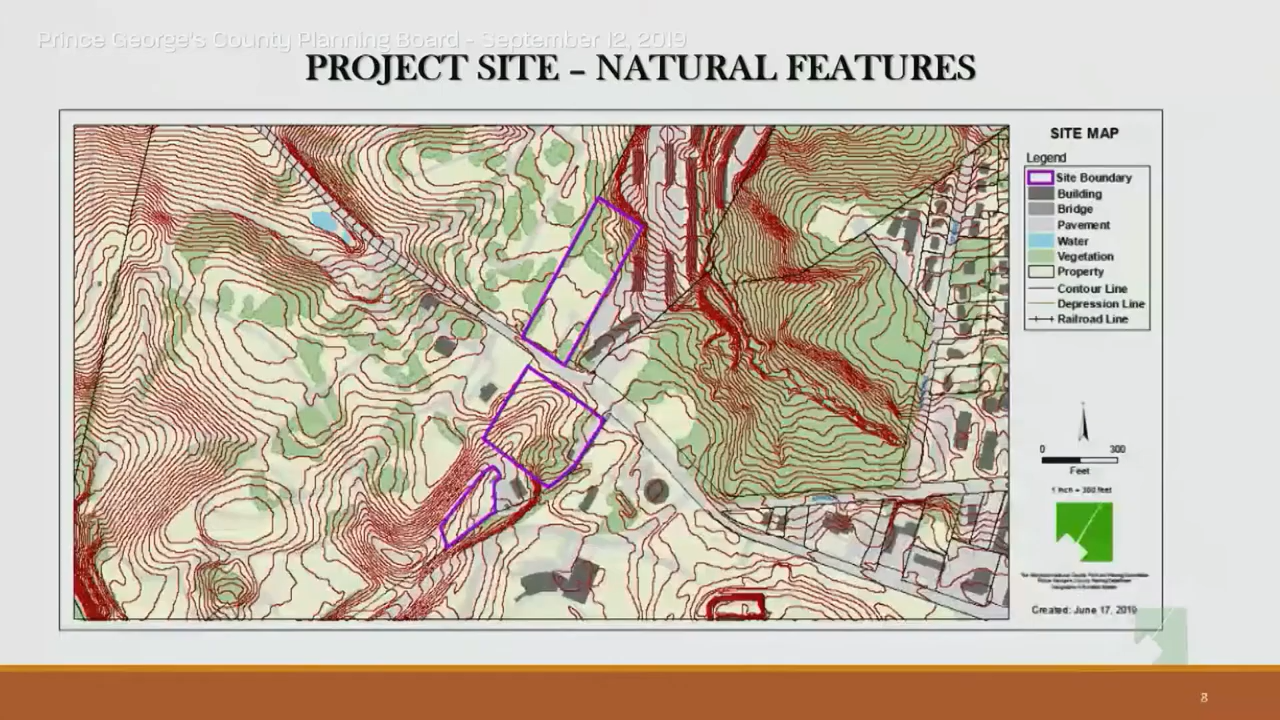 Prince George's County Planning Board - September 12, 2019
PROJECT SITE – NATURAL FEATURES
SITE MAP
Legend
Site Boundary
Building
Bridge
Pavement
Water
Vegetation
Property
Contour Line
Depression Line
Railroad Line
0 300
Feet
1 inch = 300 feet
Created: June 17, 2019
8